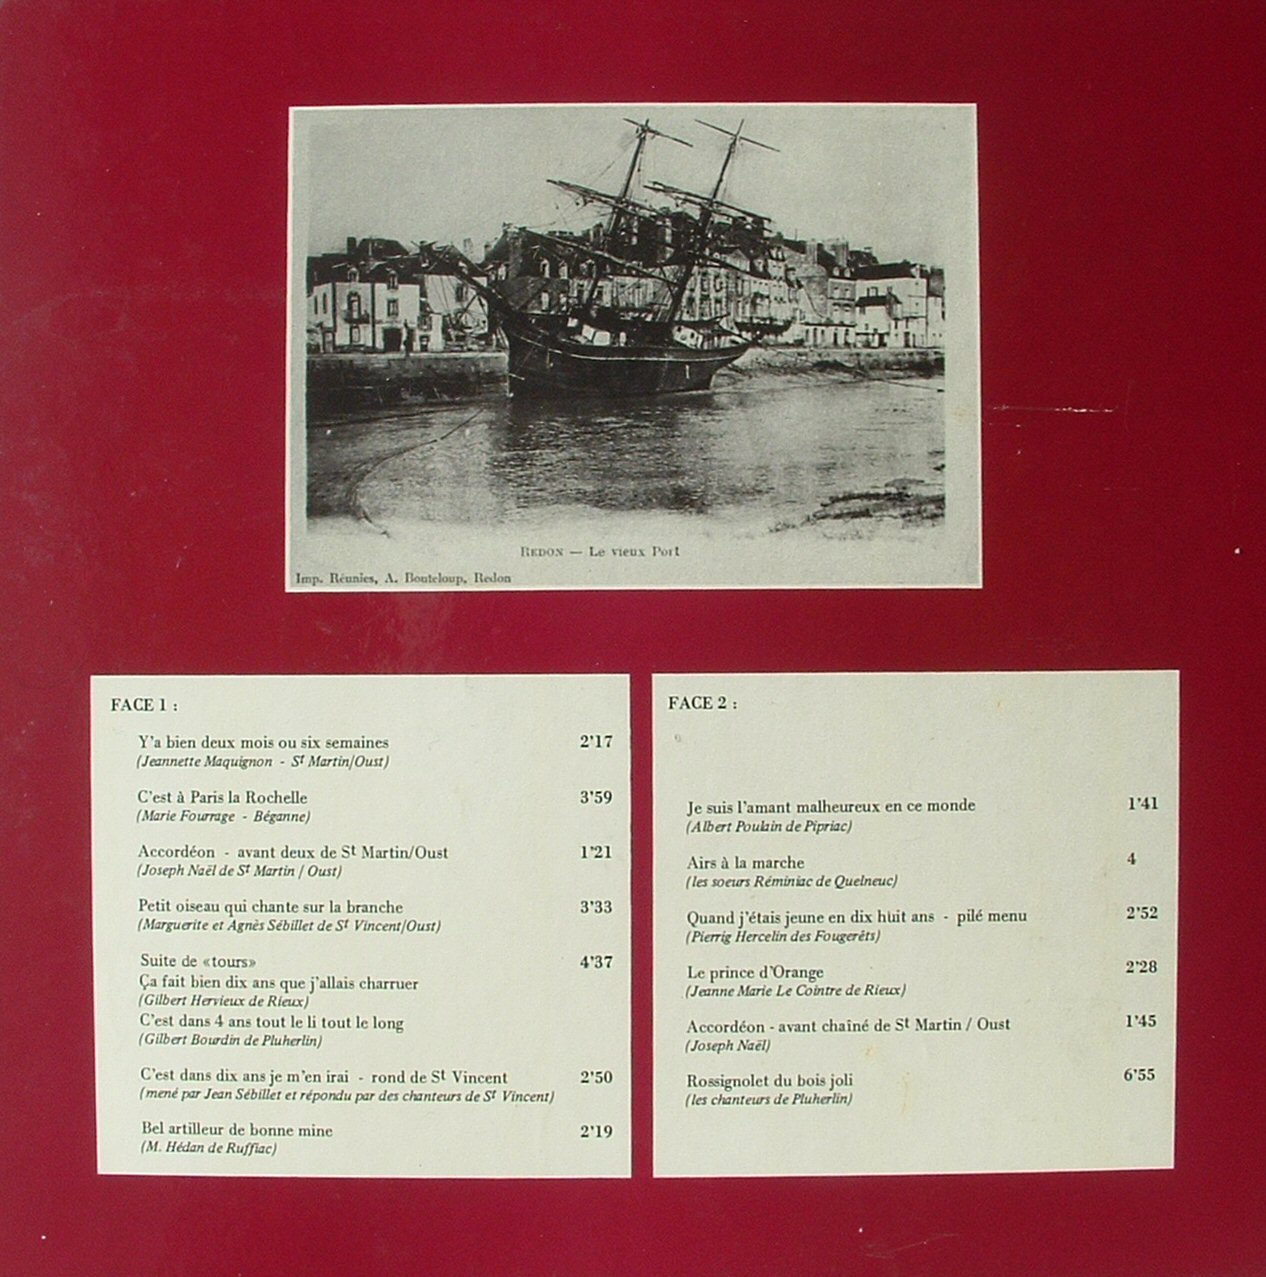 REDON — Le vieux Port
Imp. Réunies, A. Bouteloup, Redon
FACE 1 :
Y'a bien deux mois ou six semaines 2'17
(Jeannette Maquignon - St Martin/Oust)
C'est à Paris la Rochelle 3'59
(Marie Fourrage - Béganne)
Accordéon - avant deux de St Martin/Oust 1'21
(Joseph Naël de St Martin / Oust)
Petit oiseau qui chante sur la branche 3'33
(Marguerite et Agnès Sébillet de St Vincent/Oust)
Suite de «tours» 4'37
Ça fait bien dix ans que j'allais charruer
(Gilbert Hervieux de Rieux)
C'est dans 4 ans tout le li tout le long
(Gilbert Bourdin de Pluherlin)
C'est dans dix ans je m'en irai - rond de St Vincent 2'50
(mené par Jean Sébillet et répondu par des chanteurs de St Vincent)
Bel artilleur de bonne mine 2'19
(M. Hédan de Ruffiac)
FACE 2 :
Je suis l'amant malheureux en ce monde 1'41
(Albert Poulain de Pipriac)
Airs à la marche 4
(les soeurs Réminiac de Quelneuc)
Quand j'étais jeune en dix huit ans - pilé menu 2'52
(Pierrig Hercelin des Fougerêts)
Le prince d'Orange 2'28
(Jeanne Marie Le Cointre de Rieux)
Accordéon - avant chaîné de St Martin / Oust 1'45
(Joseph Naël)
Rossignolet du bois joli 6'55
(les chanteurs de Pluherlin)